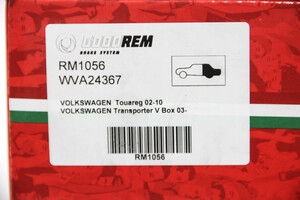 GOODREM
BRAKE SYSTEM
RM1056
WVA24367
VOLKSWAGEN Touareg 02-10
VOLKSWAGEN Transporter V Box 03-
RM1056